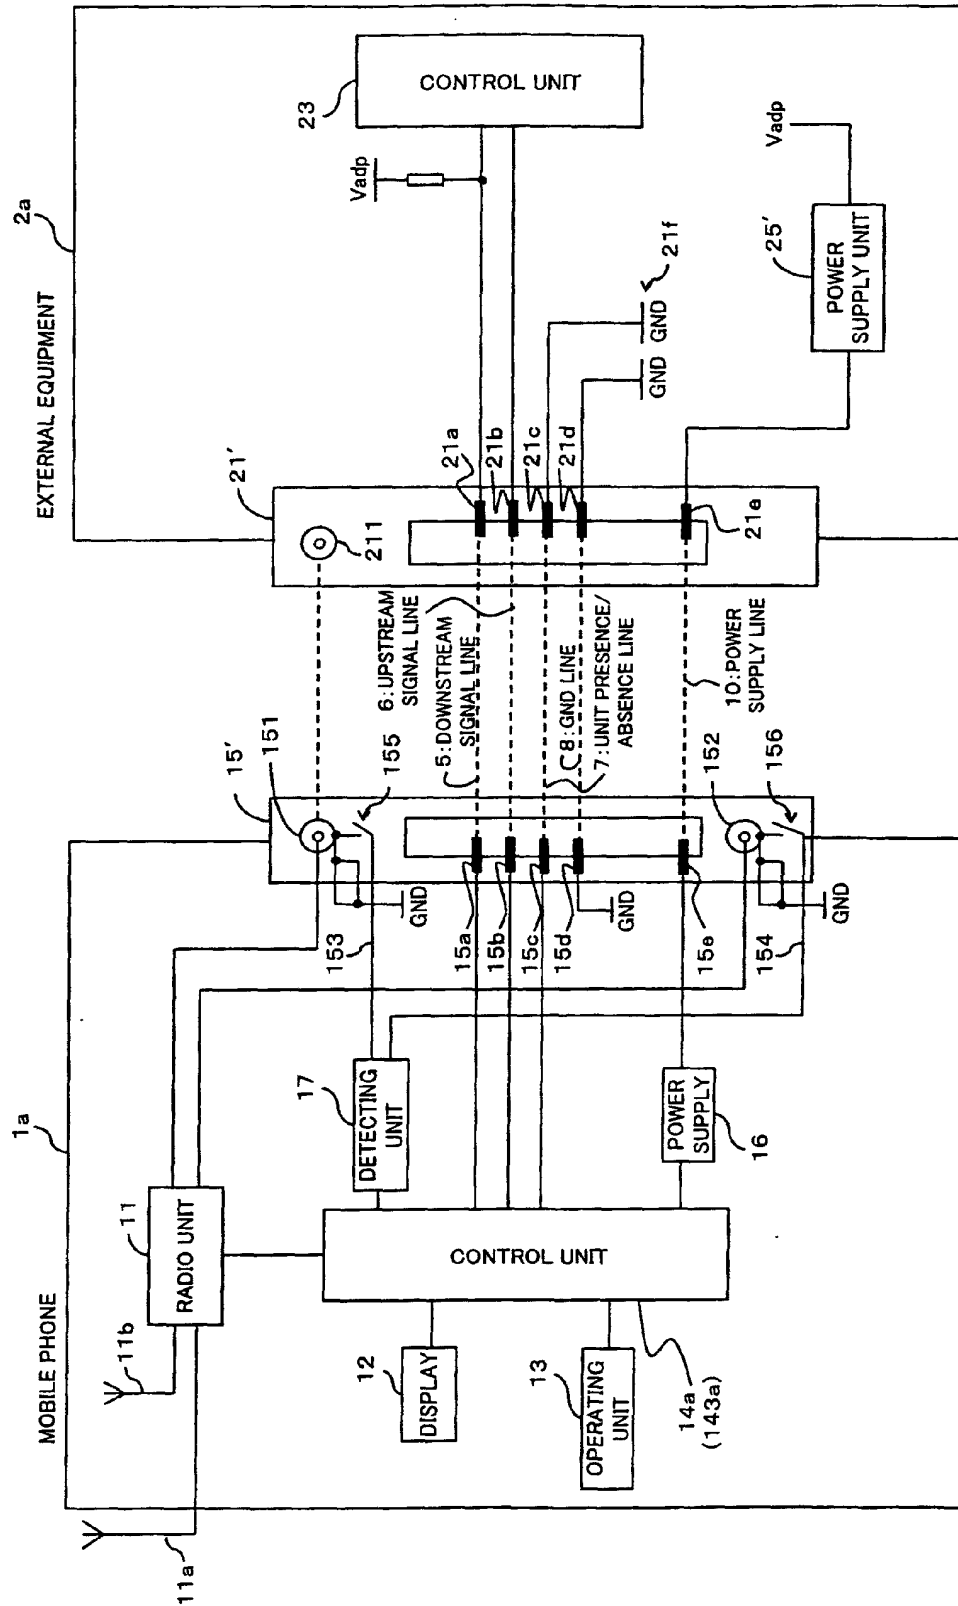 MOBILE PHONE
1a
EXTERNAL EQUIPMENT
2a
11a
11b
11
RADIO UNIT
12
DISPLAY
13
OPERATING
UNIT
14a
(143a)
CONTROL UNIT
17
DETECTING
UNIT
16
POWER
SUPPLY
15'
151
155
153
GND
15a
15b
15c
15d
GND
15e
152
156
154
GND
6:UPSTREAM
SIGNAL LINE
5:DOWNSTREAM
SIGNAL LINE
8:GND LINE
7:UNIT PRESENCE/
ABSENCE LINE
10:POWER
SUPPLY LINE
21'
211
21a
21b
21c
21d
21e
GND
GND
21f
Vadp
23
CONTROL UNIT
25'
POWER
SUPPLY UNIT
Vadp